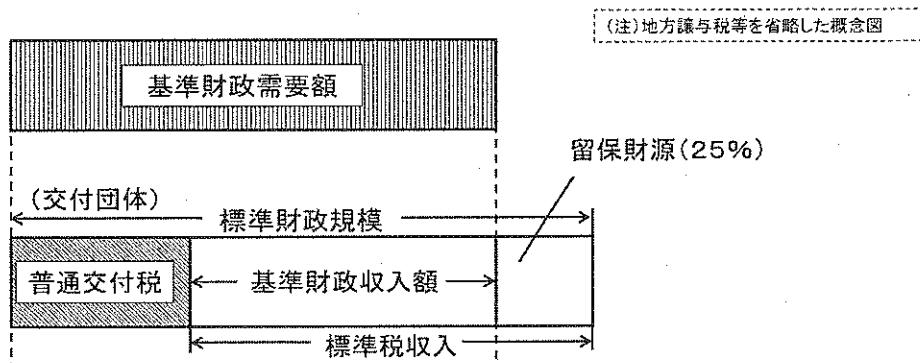 (注)地方譲与税等を省略した概念図
基準財政需要額
留保財源(25%)
(交付団体)
標準財政規模
普通交付税
基準財政収入額
標準税収入